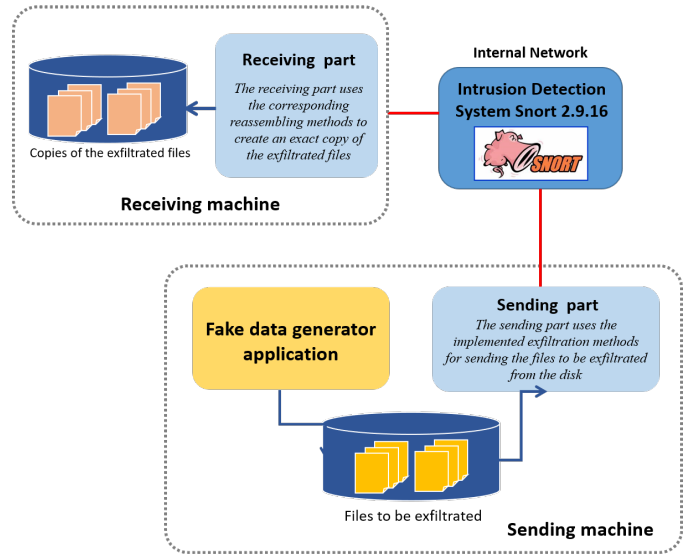 Receiving part
The receiving part uses
the corresponding
reassembling methods to
create an exact copy of
the exfiltrated files
Copies of the exfiltrated files
Receiving machine
Internal Network
Intrusion Detection
System Snort 2.9.16
SNORT
Fake data generator
application
Sending part
The sending part uses the
implemented exfiltration methods
for sending the files to be exfiltrated
from the disk
Files to be exfiltrated
Sending machine